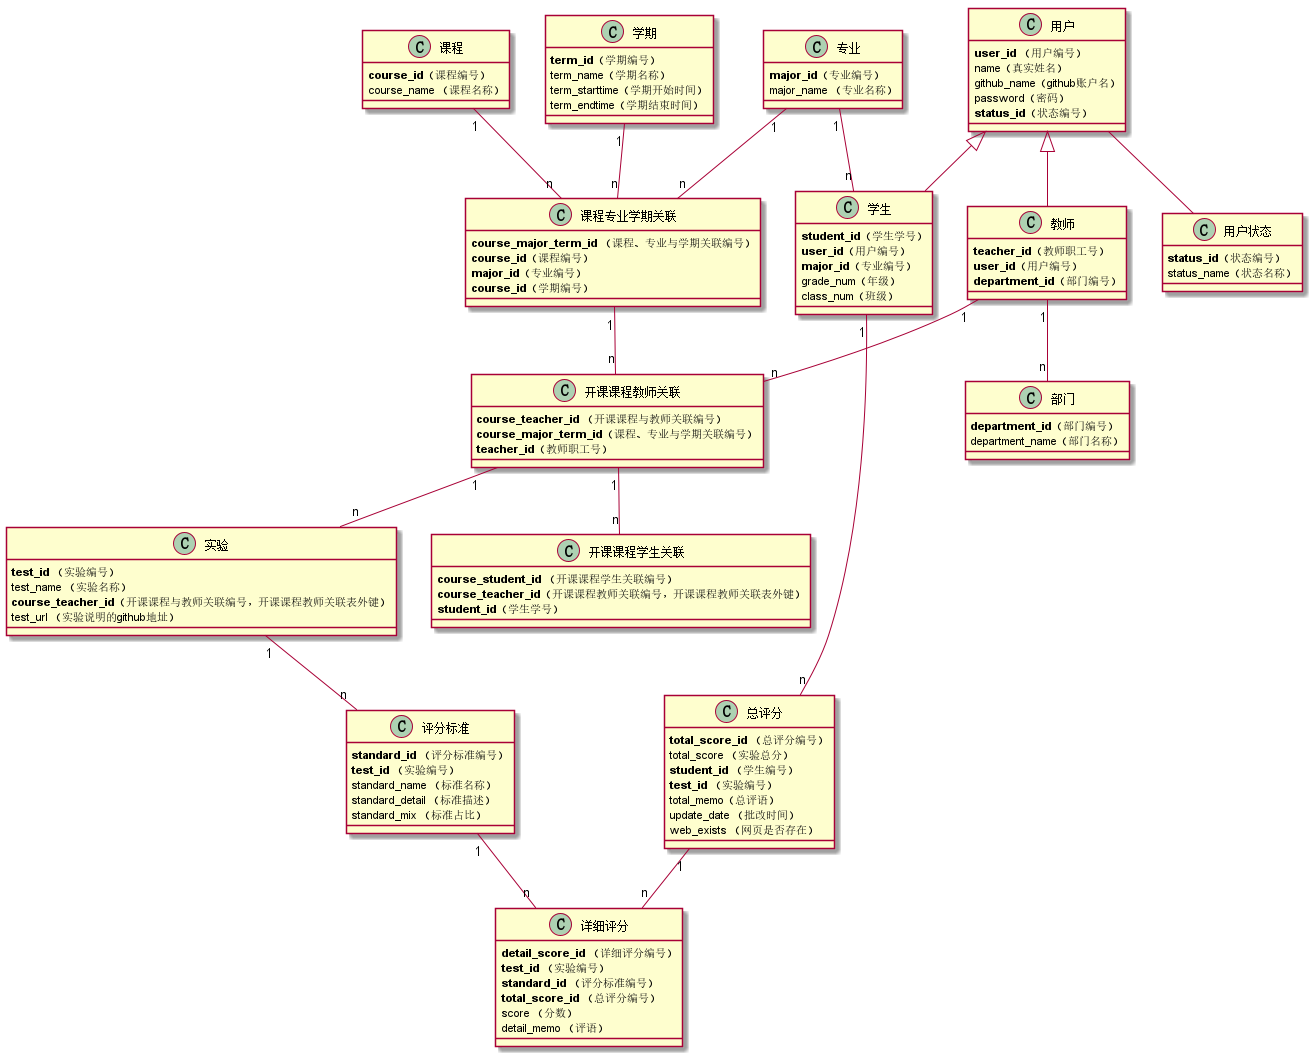 C 课程
course_id（课程编号）
course_name （课程名称）
C 学期
term_id（学期编号）
term_name（学期名称）
term_starttime（学期开始时间）
term_endtime（学期结束时间）
C 专业
major_id（专业编号）
major_name （专业名称）
C 用户
user_id （用户编号）
name（真实姓名）
github_name（github账户名）
password（密码）
status_id（状态编号）
1
1
1
1
n
n
n
n
C 课程专业学期关联
course_major_term_id （课程、专业与学期关联编号）
course_id（课程编号）
major_id（专业编号）
course_id（学期编号）
C 学生
student_id（学生学号）
user_id（用户编号）
major_id（专业编号）
grade_num（年级）
class_num（班级）
C 教师
teacher_id（教师职工号）
user_id（用户编号）
department_id（部门编号）
C 用户状态
status_id（状态编号）
status_name（状态名称）
1
1
1
1
n
n
n
C 开课课程教师关联
course_teacher_id （开课课程与教师关联编号）
course_major_term_id（课程、专业与学期关联编号）
teacher_id（教师职工号）
C 部门
department_id（部门编号）
department_name（部门名称）
1
1
n
n
C 实验
test_id （实验编号）
test_name （实验名称）
course_teacher_id（开课课程与教师关联编号，开课课程教师关联表外键）
test_url （实验说明的github地址）
C 开课课程学生关联
course_student_id （开课课程学生关联编号）
course_teacher_id（开课课程教师关联编号，开课课程教师关联表外键）
student_id（学生学号）
1
n
n
C 评分标准
standard_id （评分标准编号）
test_id （实验编号）
standard_name （标准名称）
standard_detail （标准描述）
standard_mix （标准占比）
C 总评分
total_score_id （总评分编号）
total_score （实验总分）
student_id （学生编号）
test_id （实验编号）
total_memo（总评语）
update_date （批改时间）
web_exists （网页是否存在）
1
1
n
n
C 详细评分
detail_score_id （详细评分编号）
test_id （实验编号）
standard_id （评分标准编号）
total_score_id （总评分编号）
score （分数）
detail_memo （评语）